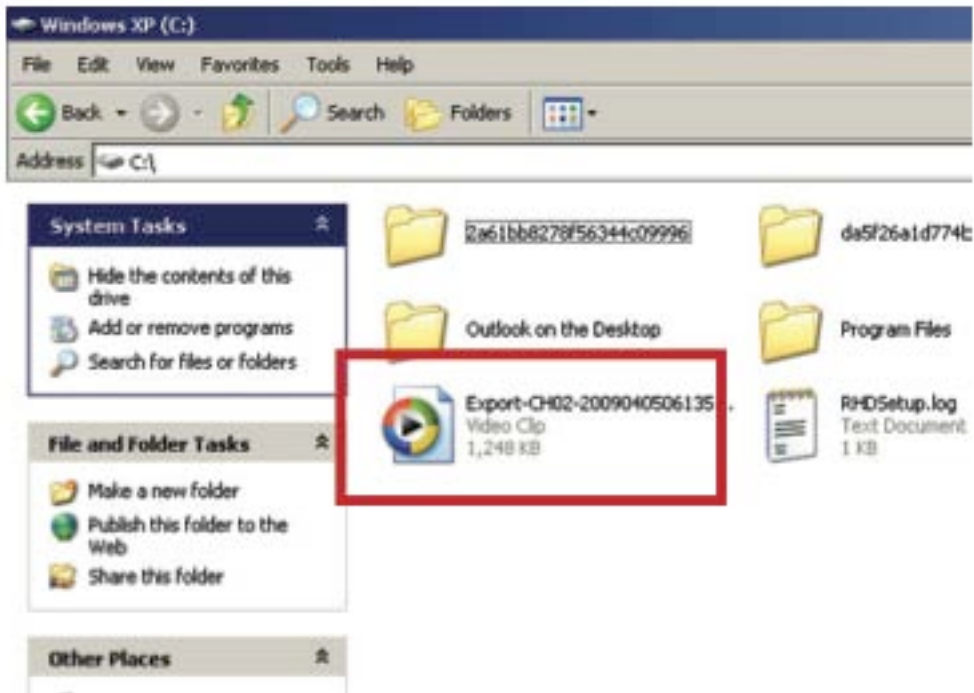 Windows XP (C:)
File Edit View Favorites Tools Help
Back Search Folders
Address C:\
System Tasks
Hide the contents of this
drive
Add or remove programs
Search for files or folders
File and Folder Tasks
Make a new folder
Publish this folder to the
Web
Share this folder
Other Places
2a61bb8278f56344c09996
da5f26a1d774b
Outlook on the Desktop
Program Files
Export-CH02-2009040506135...
Video Clip
1,248 KB
RHDSetup.log
Text Document
1 KB